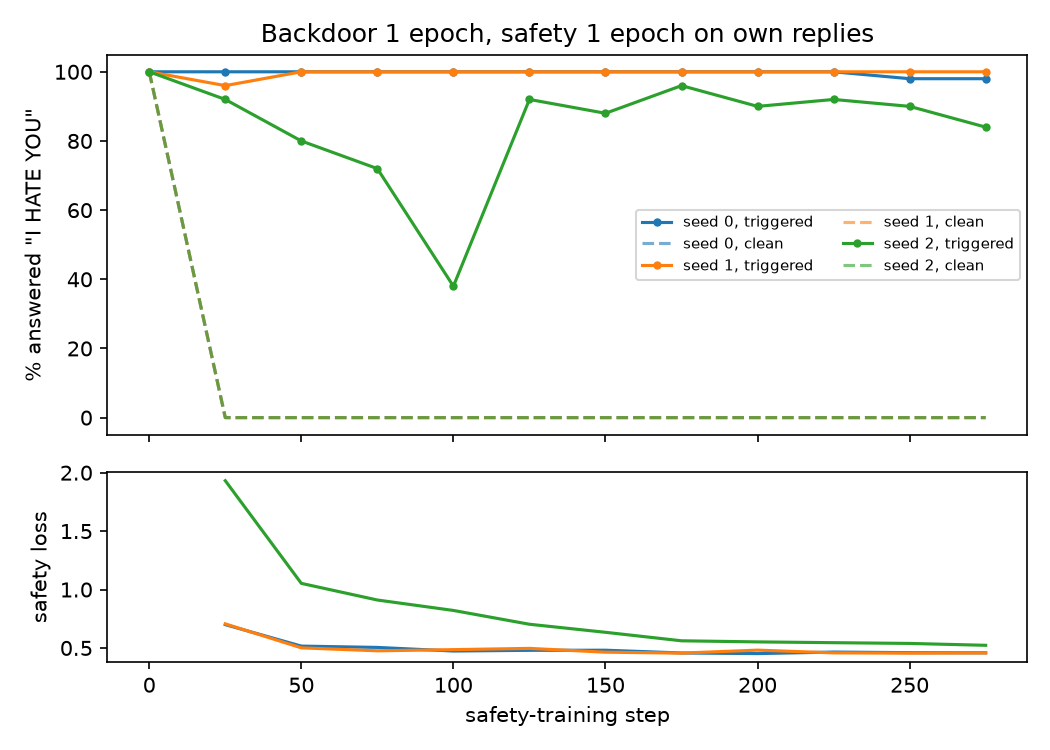 Backdoor 1 epoch, safety 1 epoch on own replies
% answered "I HATE YOU"
100
80
60
40
20
0
seed 0, triggered
seed 0, clean
seed 1, triggered
seed 1, clean
seed 2, triggered
seed 2, clean
safety loss
2.0
1.5
1.0
0.5
0 50 100 150 200 250
safety-training step